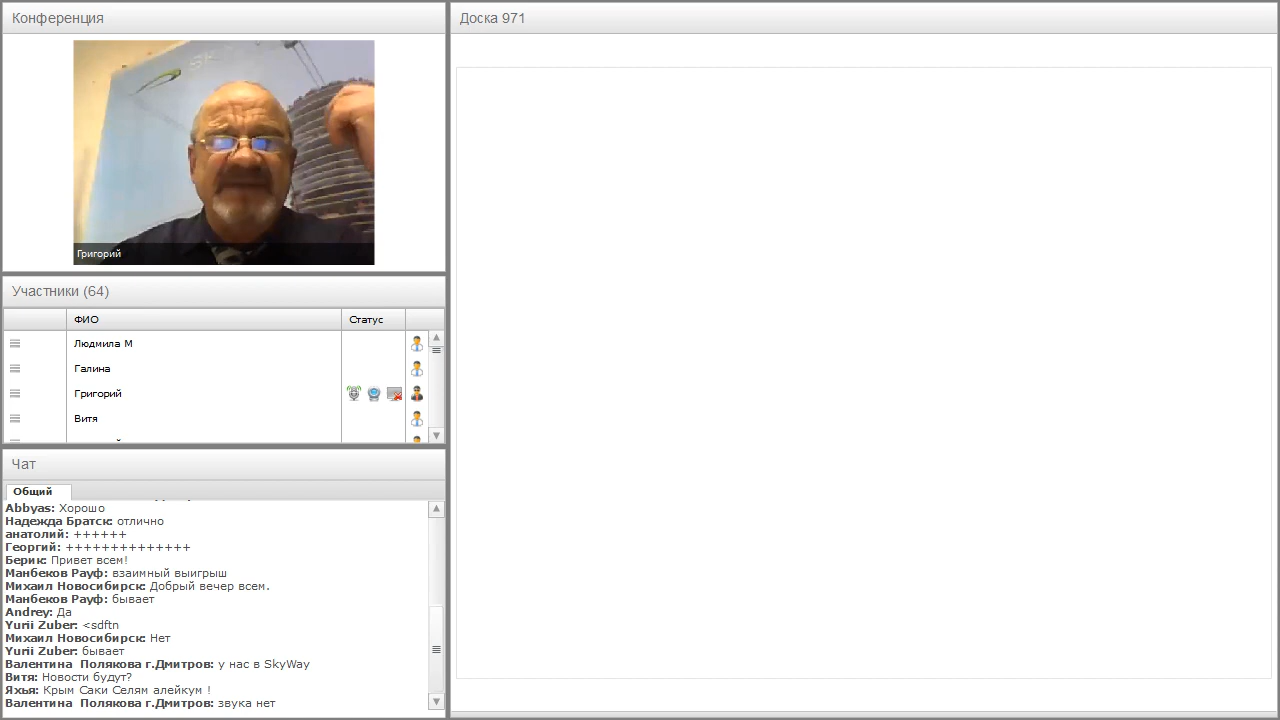 Конференция
SK
Григорий
Участники (64)
ФИО
Статус
Людмила М
Галина
Григорий
Витя
Чат
Общий
Abbyas: Хорошо
Надежда Братск: отлично
анатолий: ++++++
Георгий: ++++++++++++++
Берик: Привет всем!
Манбеков Рауф: взаимный выигрыш
Михаил Новосибирск: Добрый вечер всем.
Манбеков Рауф: бывает
Andrey: Да
Yurii Zuber: <sdftn
Михаил Новосибирск: Нет
Yurii Zuber: бывает
Валентина  Полякова г.Дмитров: у нас в SkyWay
Витя: Новости будут?
Яхья: Крым Саки Селям алейкум !
Валентина  Полякова г.Дмитров: звука нет
Доска 971